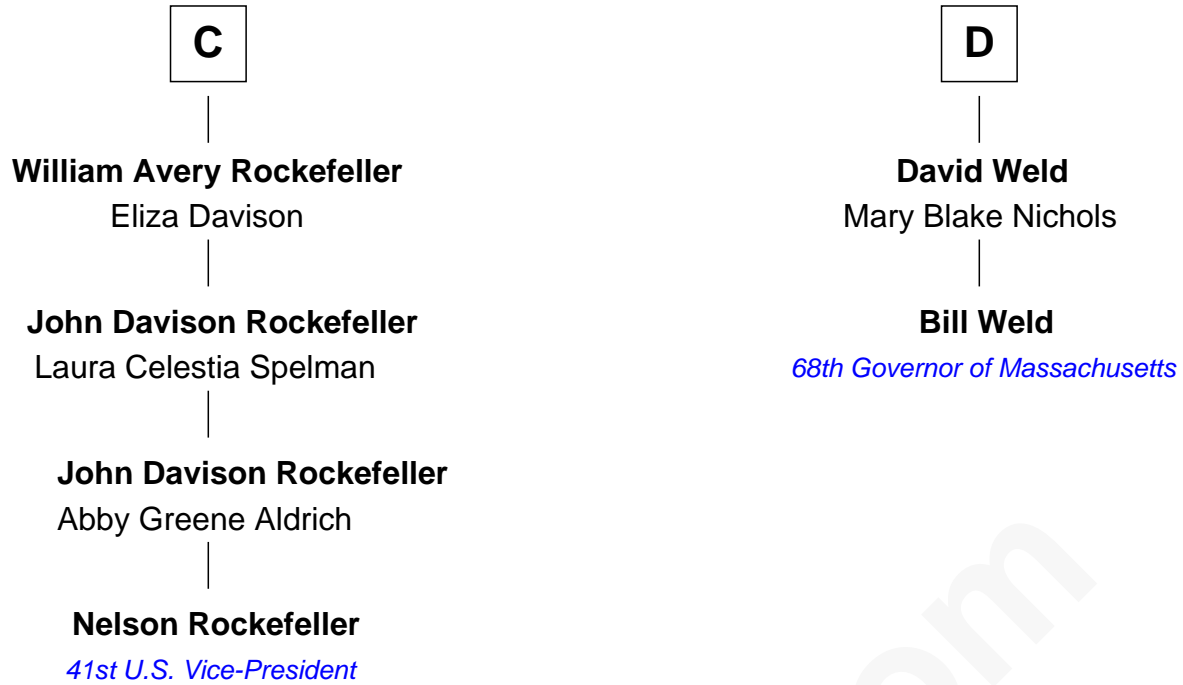 C
William Avery Rockefeller
Eliza Davison
John Davison Rockefeller
Laura Celestia Spelman
John Davison Rockefeller
Abby Greene Aldrich
Nelson Rockefeller
41st U.S. Vice-President
D
David Weld
Mary Blake Nichols
Bill Weld
68th Governor of Massachusetts
om